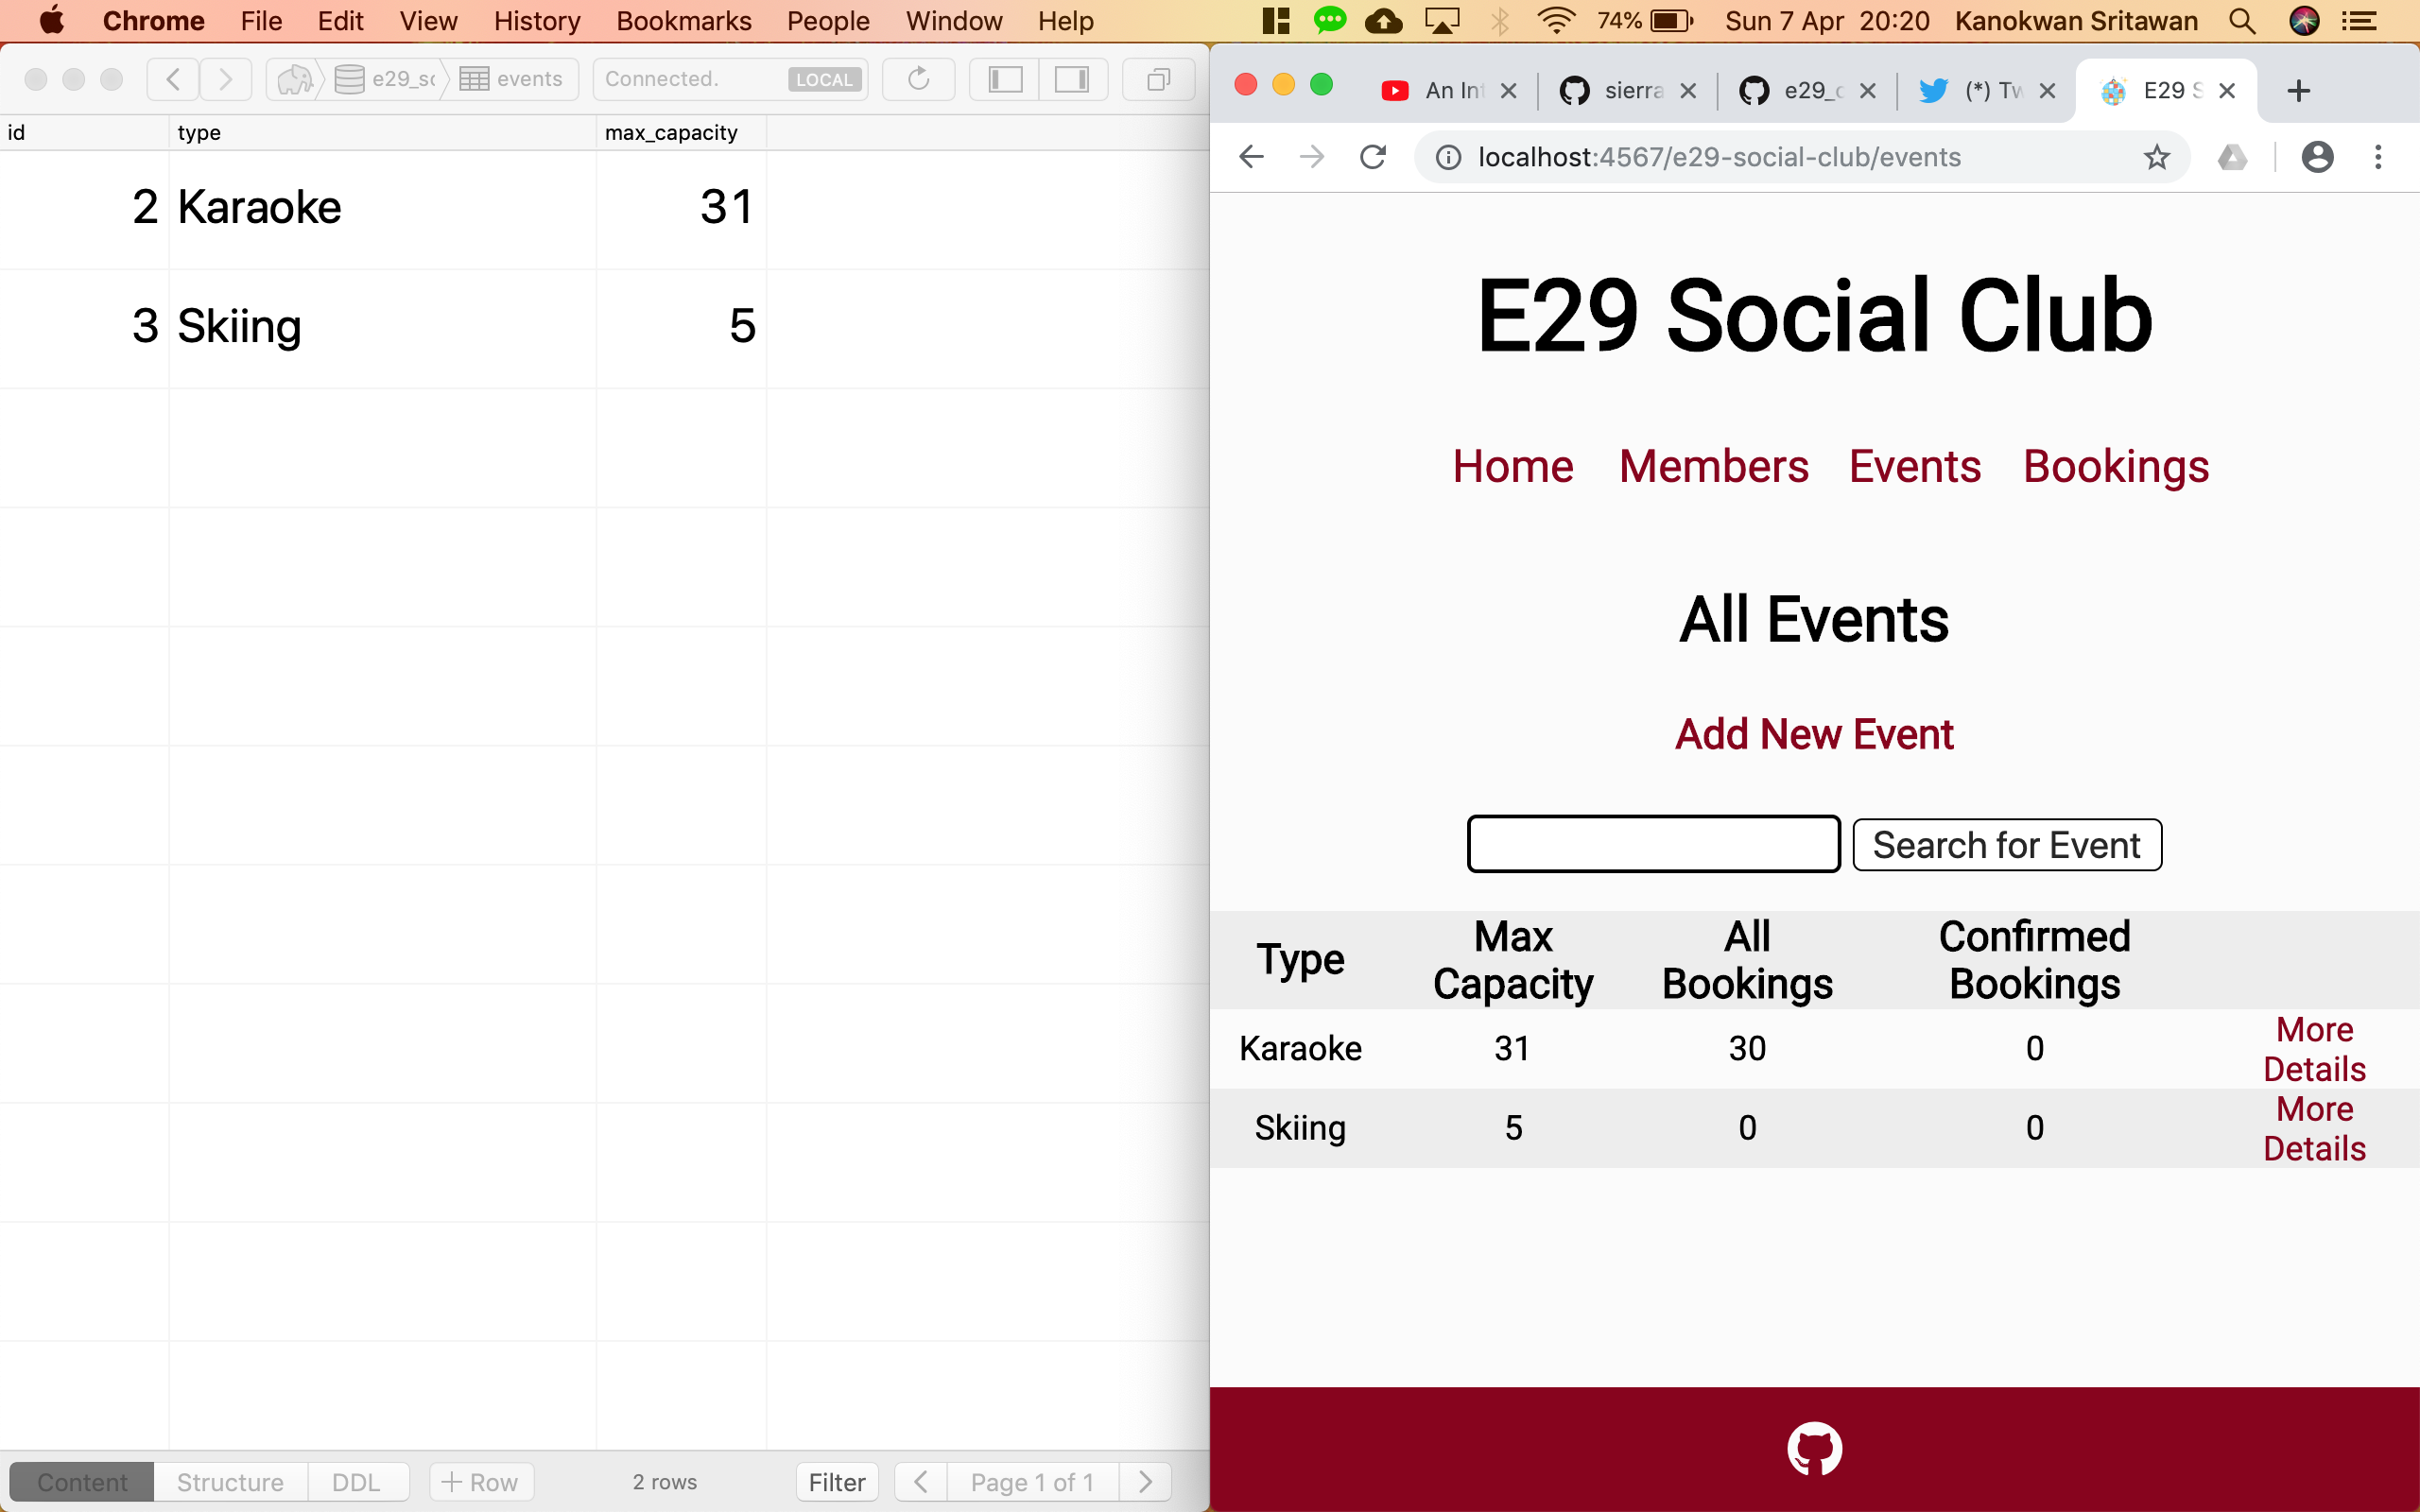 Chrome File Edit View History Bookmarks People Window Help 74% Sun 7 Apr 20:20 Kanokwan Sritawan
e29_sc events Connected. LOCAL
id type max_capacity
2 Karaoke 31
3 Skiing 5
Content Structure DDL + Row 2 rows Filter Page 1 of 1
An Int sierra e29_c (*) Tw E29 S
localhost:4567/e29-social-club/events
E29 Social Club
Home Members Events Bookings
All Events
Add New Event
Search for Event
Type Max Capacity All Bookings Confirmed Bookings
Karaoke 31 30 0 More Details
Skiing 5 0 0 More Details